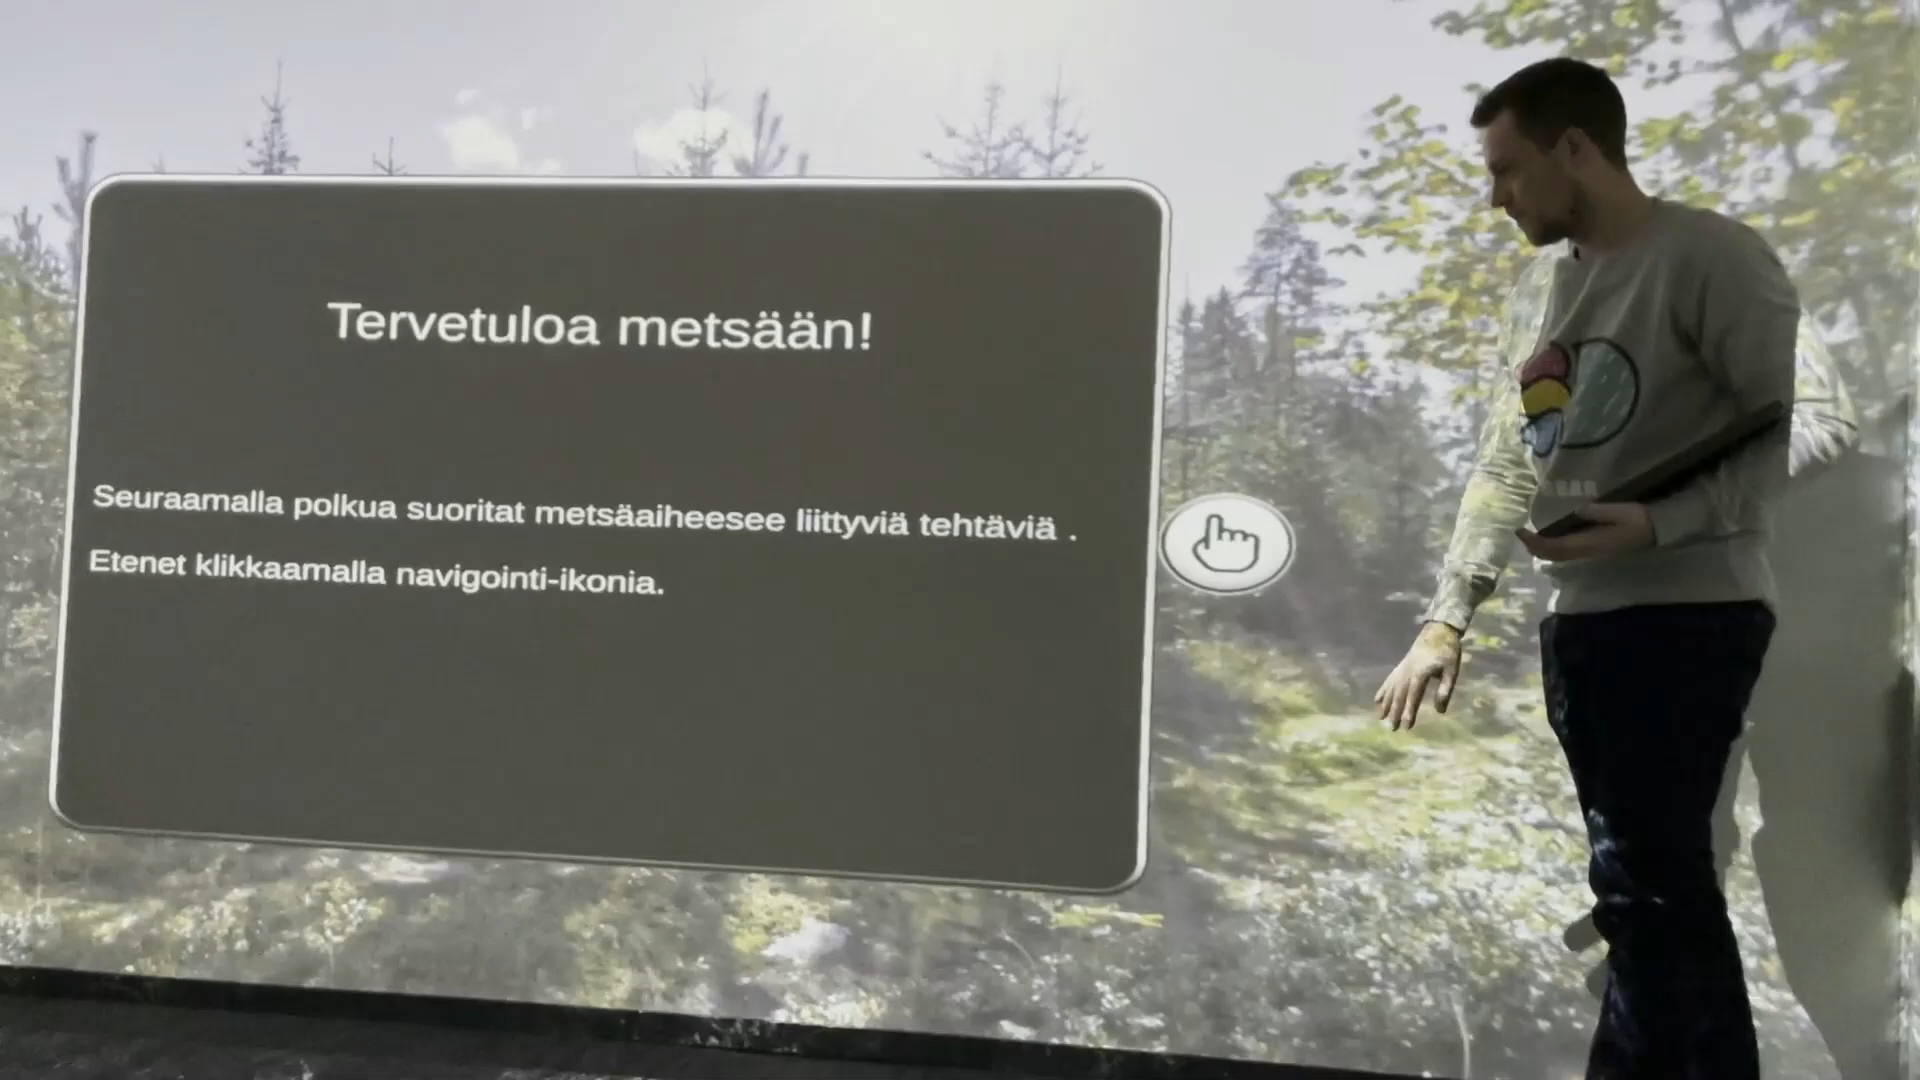 Tervetuloa metsään!
Seuraamalla polkua suoritat metsäaiheesee liittyviä tehtäviä .
Etenet klikkaamalla navigointi-ikonia.